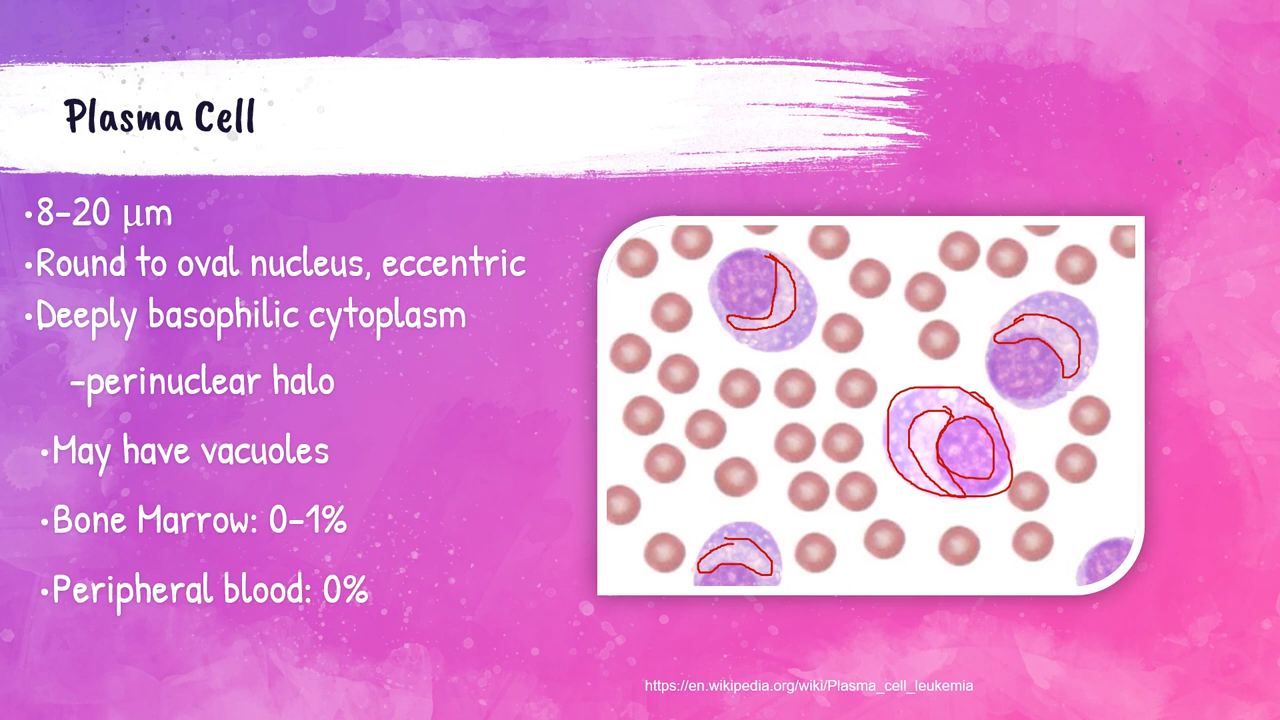 Plasma Cell
•8-20 µm
•Round to oval nucleus, eccentric
•Deeply basophilic cytoplasm
-perinuclear halo
•May have vacuoles
•Bone Marrow: 0-1%
•Peripheral blood: 0%
https://en.wikipedia.org/wiki/Plasma_cell_leukemia